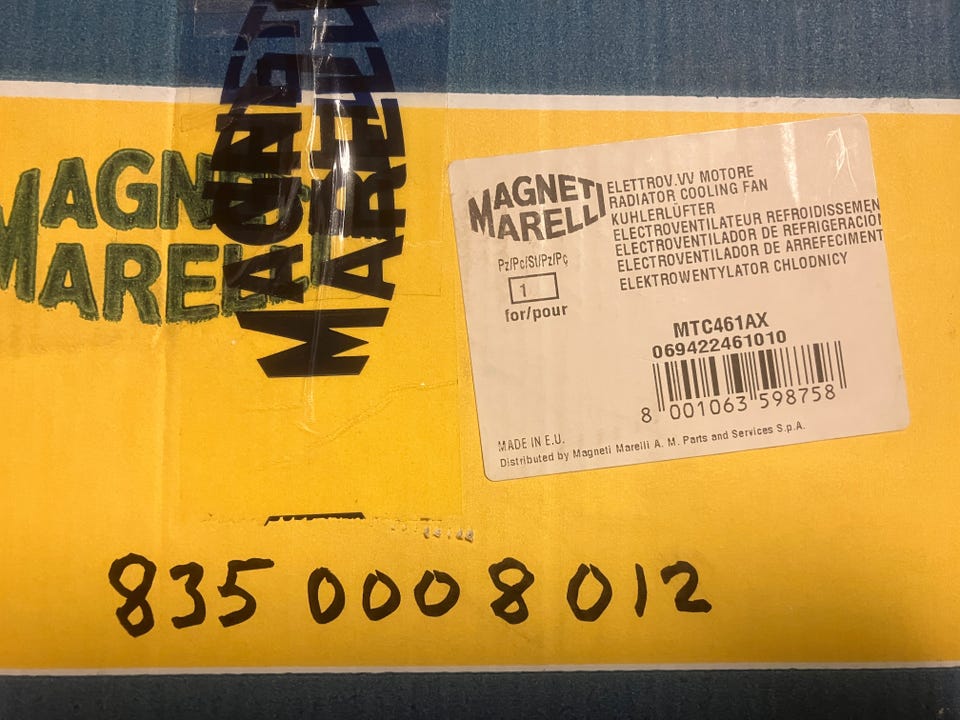 MAGNETI
MARELLI
MAGNETI
MARELLI
MAGNETI
MARELLI
ELETTROV.VV MOTORE
RADIATOR COOLING FAN
KUHLERLÜFTER
ELECTROVENTILATEUR REFROIDISSEMEN
ELECTROVENTILADOR DE REFRIGERACION
ELECTROVENTILADOR DE ARREFECIMENT
ELEKTROWENTYLATOR CHLODNICY
Pz/Pc/St/Pz/Pç
1
for/pour
MTC461AX
069422461010
8 001063 598758
MADE IN E.U.
Distributed by Magneti Marelli A. M. Parts and Services S.p.A.
835 0008 012